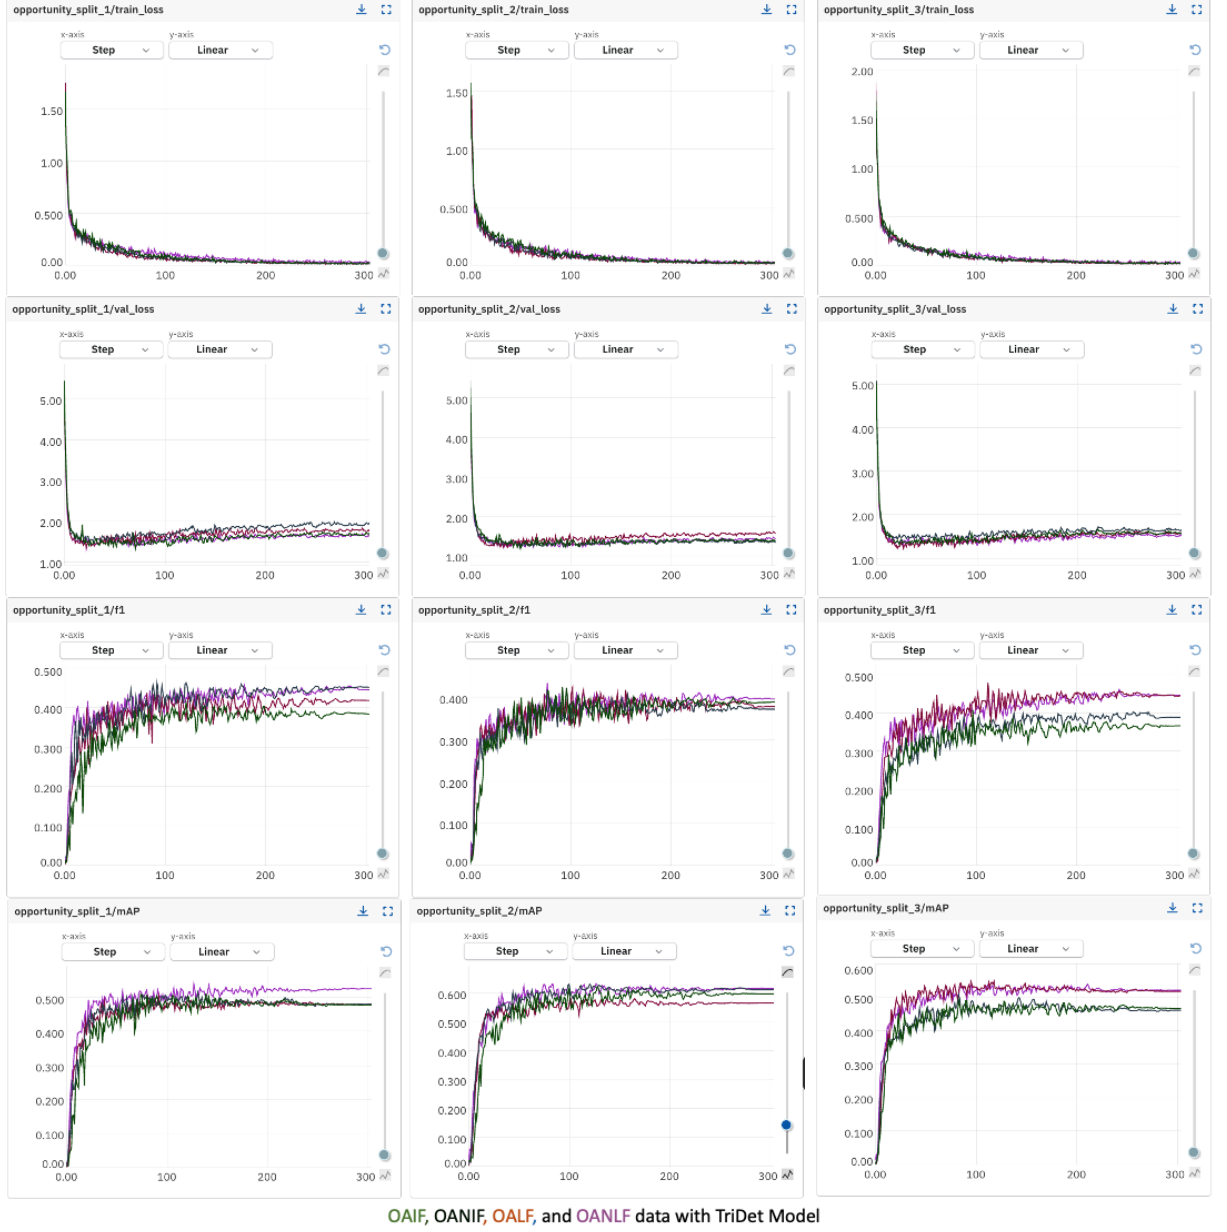 opportunity_split_1/train_loss
x-axis y-axis
Step Linear
1.50
1.00
0.500
0.00
0.00 100 200 300
opportunity_split_2/train_loss
x-axis y-axis
Step Linear
1.50
1.00
0.500
0.00
0.00 100 200 300
opportunity_split_3/train_loss
x-axis y-axis
Step Linear
2.00
1.50
1.00
0.500
0.00
0.00 100 200 300
opportunity_split_1/val_loss
x-axis y-axis
Step Linear
5.00
4.00
3.00
2.00
1.00
0.00 100 200 300
opportunity_split_2/val_loss
x-axis y-axis
Step Linear
5.00
4.00
3.00
2.00
1.00
0.00 100 200 300
opportunity_split_3/val_loss
x-axis y-axis
Step Linear
5.00
4.00
3.00
2.00
1.00
0.00 100 200 300
opportunity_split_1/f1
x-axis y-axis
Step Linear
0.500
0.400
0.300
0.200
0.100
0.00
0.00 100 200 300
opportunity_split_2/f1
x-axis y-axis
Step Linear
0.400
0.300
0.200
0.100
0.00
0.00 100 200 300
opportunity_split_3/f1
x-axis y-axis
Step Linear
0.500
0.400
0.300
0.200
0.100
0.00
0.00 100 200 300
opportunity_split_1/mAP
x-axis y-axis
Step Linear
0.500
0.400
0.300
0.200
0.100
0.00
0.00 100 200 300
opportunity_split_2/mAP
x-axis y-axis
Step Linear
0.600
0.500
0.400
0.300
0.200
0.100
0.00
0.00 100 200 300
opportunity_split_3/mAP
x-axis y-axis
Step Linear
0.600
0.500
0.400
0.300
0.200
0.100
0.00
0.00 100 200 300
OAIF, OANIF, OALF, and OANLF data with TriDet Model